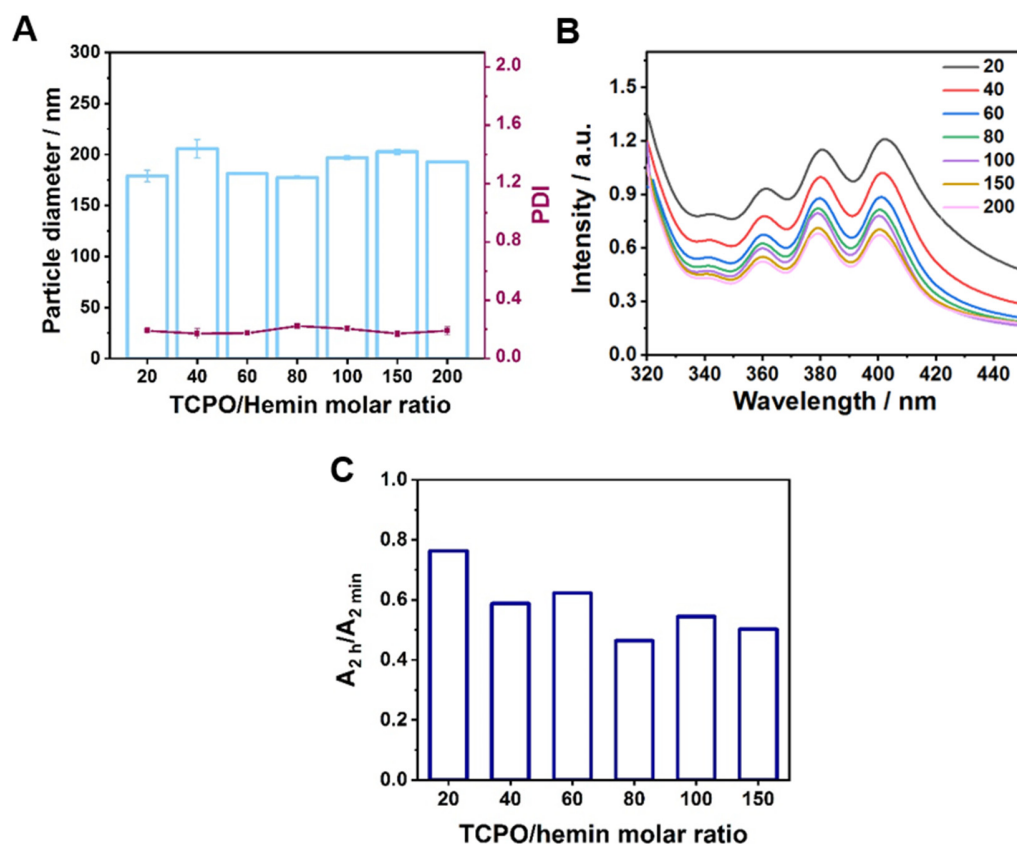 A
300
250
200
150
100
50
0
Particle diameter / nm
2.0
1.6
1.2
0.8
0.4
0.0
PDI
20 40 60 80 100 150 200
TCPO/Hemin molar ratio
B
1.5
1.2
0.9
0.6
0.3
0.0
Intensity / a.u.
20
40
60
80
100
150
200
320 340 360 380 400 420 440
Wavelength / nm
C
1.0
0.8
0.6
0.4
0.2
0.0
A2 h/A2 min
20 40 60 80 100 150
TCPO/hemin molar ratio